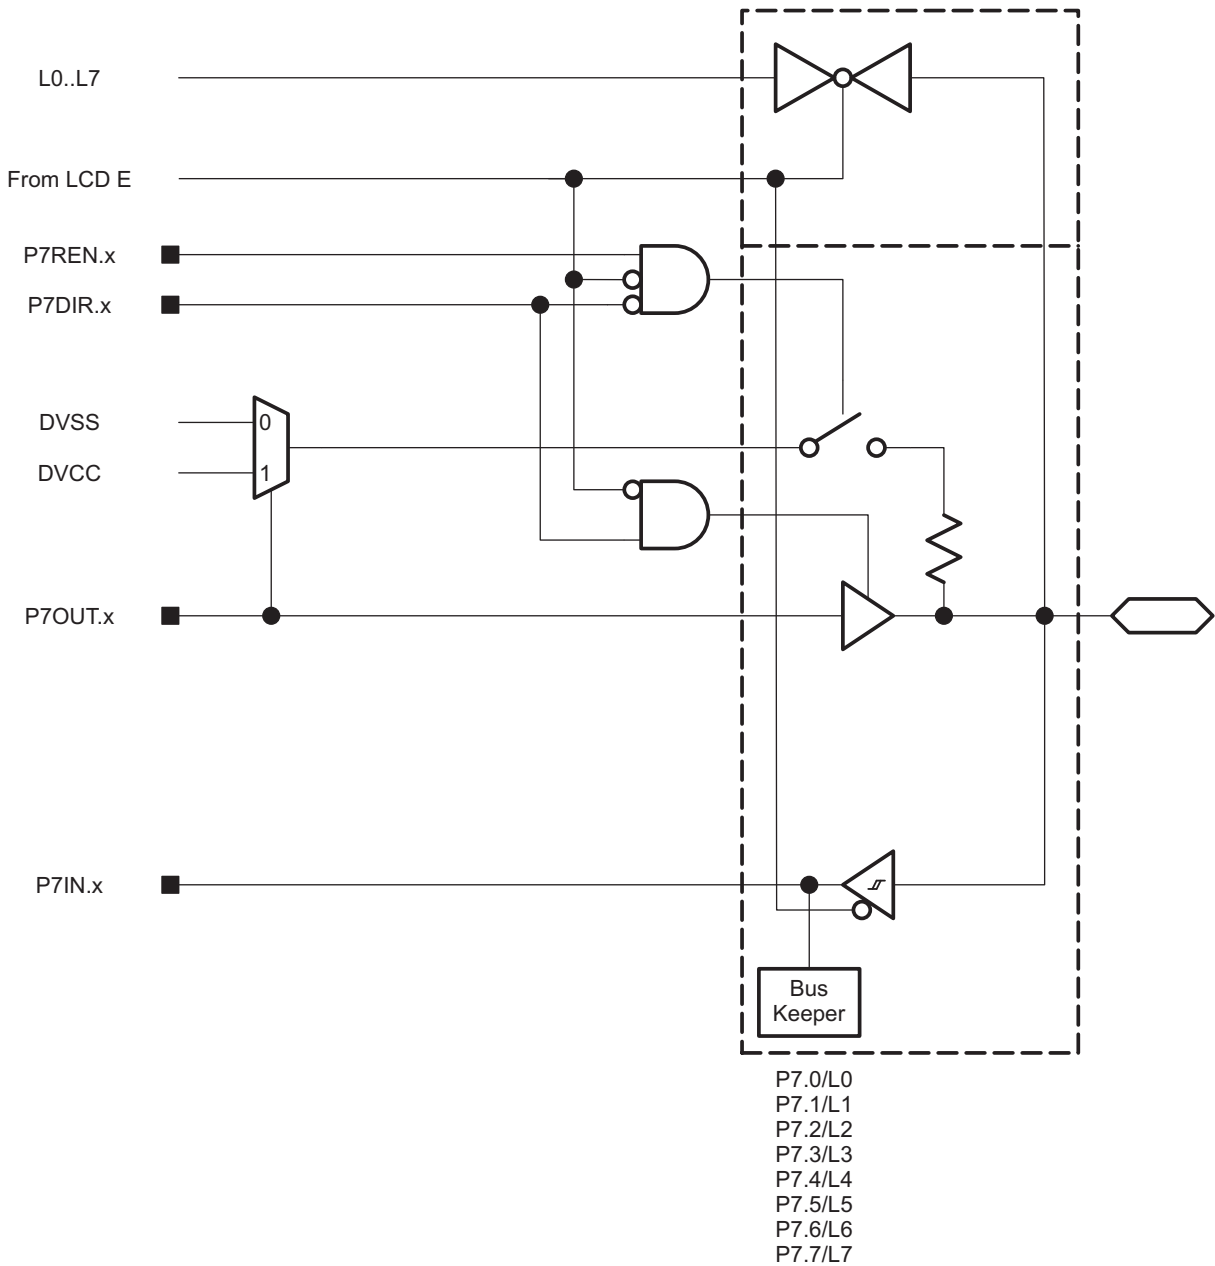 L0..L7
From LCD E
P7REN.x
P7DIR.x
DVSS
0
DVCC
1
P7OUT.x
P7IN.x
Bus
Keeper
P7.0/L0
P7.1/L1
P7.2/L2
P7.3/L3
P7.4/L4
P7.5/L5
P7.6/L6
P7.7/L7